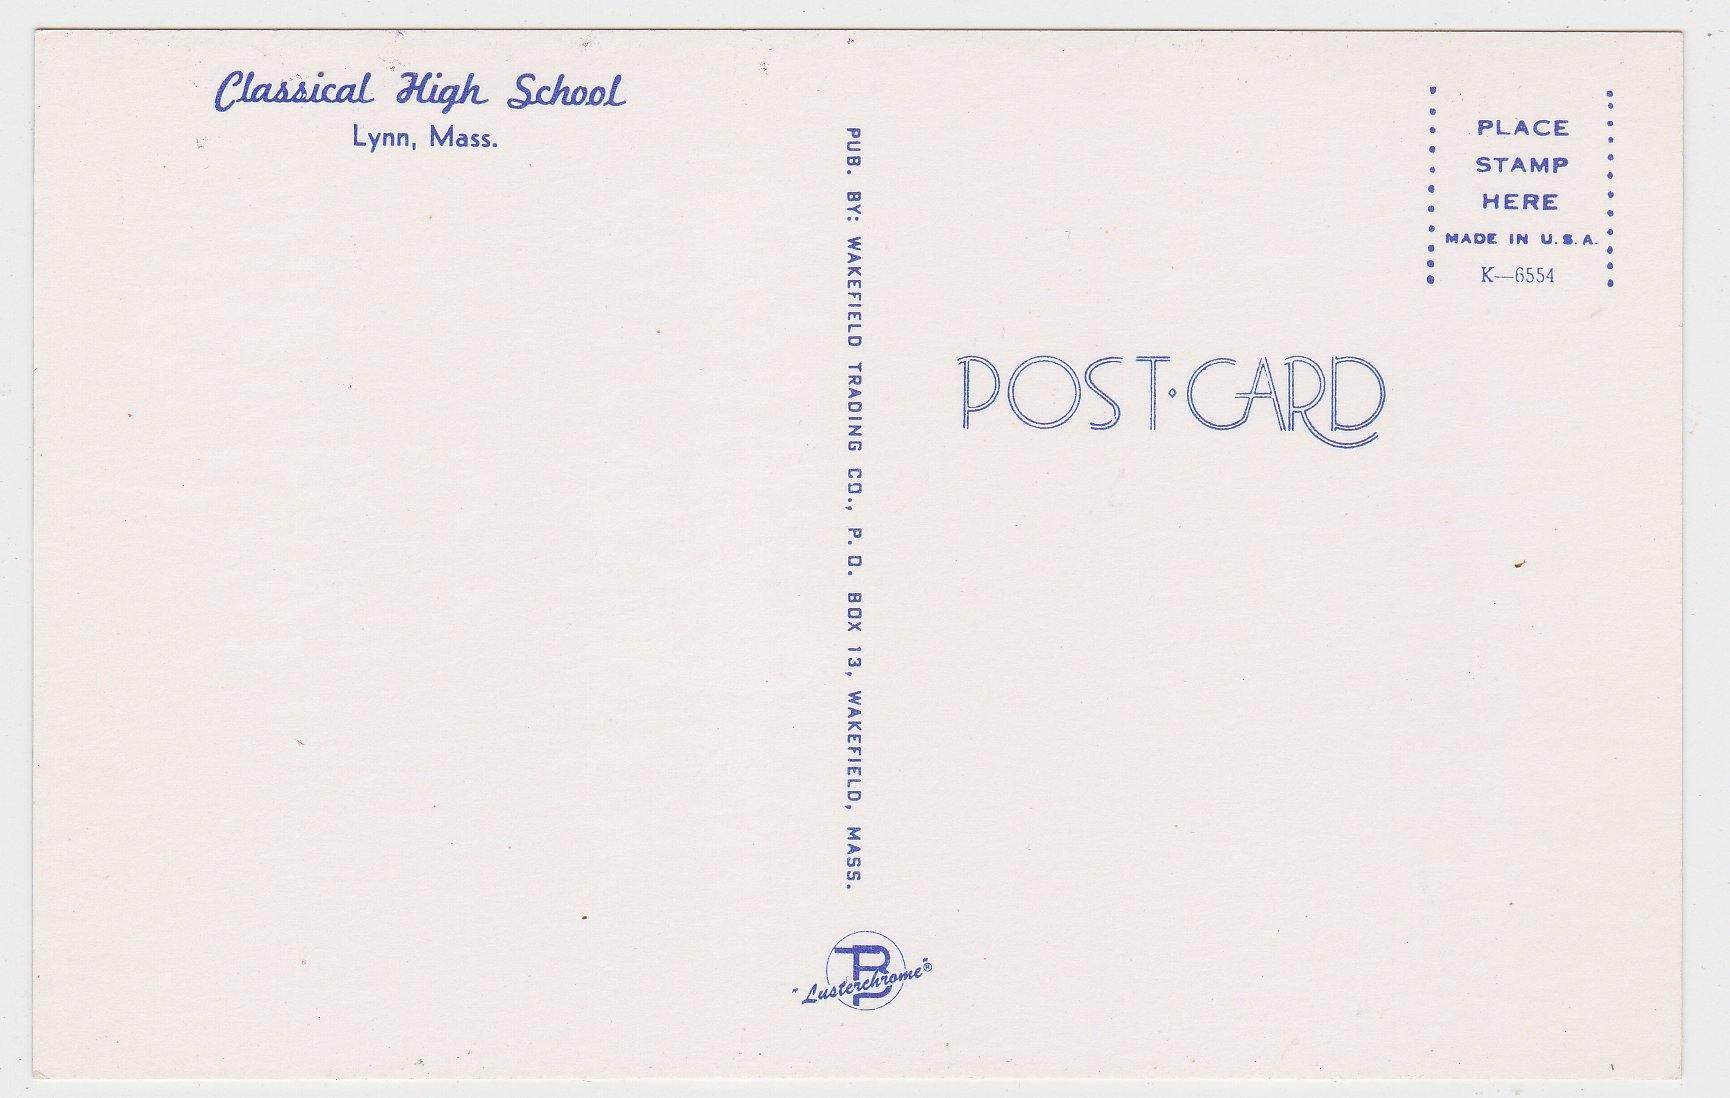 Classical High School
Lynn, Mass.
PUB. BY: WAKEFIELD TRADING CO., P. O. BOX 13, WAKEFIELD, MASS.
PLACE
STAMP
HERE
MADE IN U.S.A.
K—6554
POST·CARD
"Lusterchrome"®